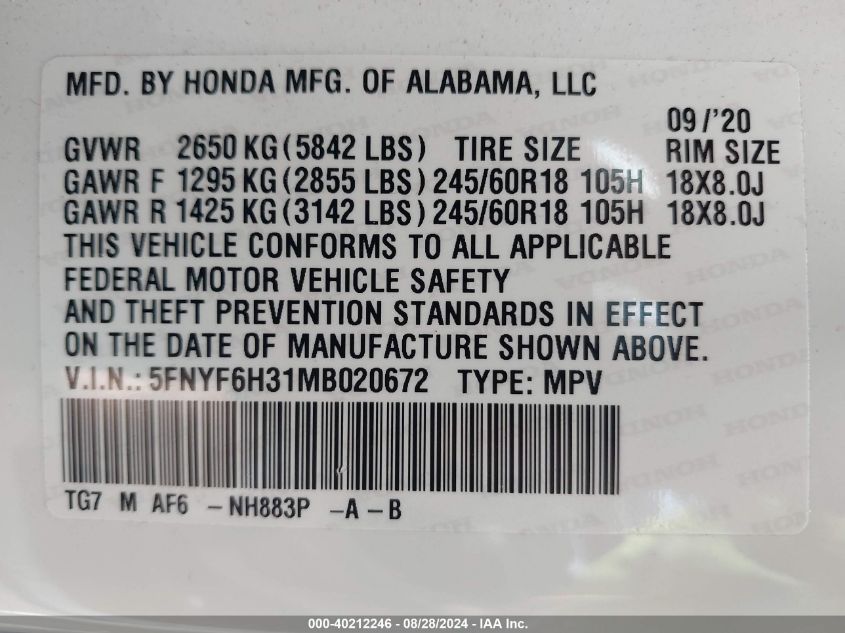 MFD. BY HONDA MFG. OF ALABAMA, LLC
09/'20
GVWR 2650 KG (5842 LBS) TIRE SIZE RIM SIZE
GAWR F 1295 KG (2855 LBS) 245/60R18 105H 18X8.0J
GAWR R 1425 KG (3142 LBS) 245/60R18 105H 18X8.0J
THIS VEHICLE CONFORMS TO ALL APPLICABLE
FEDERAL MOTOR VEHICLE SAFETY
AND THEFT PREVENTION STANDARDS IN EFFECT
ON THE DATE OF MANUFACTURE SHOWN ABOVE.
V.I.N.: 5FNYF6H31MB020672 TYPE: MPV
TG7 M AF6 – NH883P –A – B
000-40212246 - 08/28/2024 - IAA Inc.